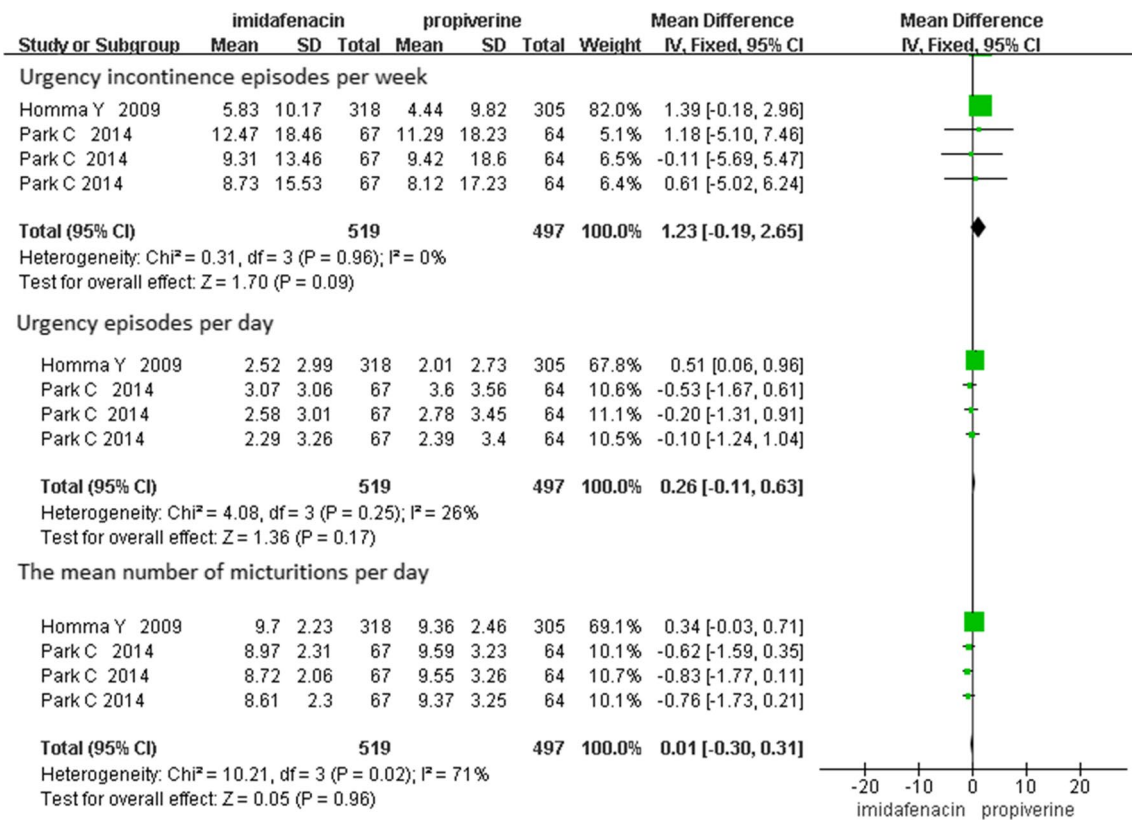 imidafenacin propiverine Mean Difference Mean Difference
Study or Subgroup Mean SD Total Mean SD Total Weight IV, Fixed, 95% CI IV, Fixed, 95% CI
Urgency incontinence episodes per week
Homma Y 2009 5.83 10.17 318 4.44 9.82 305 82.0% 1.39 [-0.18, 2.96]
Park C 2014 12.47 18.46 67 11.29 18.23 64 5.1% 1.18 [-5.10, 7.46]
Park C 2014 9.31 13.46 67 9.42 18.6 64 6.5% -0.11 [-5.69, 5.47]
Park C 2014 8.73 15.53 67 8.12 17.23 64 6.4% 0.61 [-5.02, 6.24]
Total (95% CI) 519 497 100.0% 1.23 [-0.19, 2.65]
Heterogeneity: Chi² = 0.31, df = 3 (P = 0.96); I² = 0%
Test for overall effect: Z = 1.70 (P = 0.09)
Urgency episodes per day
Homma Y 2009 2.52 2.99 318 2.01 2.73 305 67.8% 0.51 [0.06, 0.96]
Park C 2014 3.07 3.06 67 3.6 3.56 64 10.6% -0.53 [-1.67, 0.61]
Park C 2014 2.58 3.01 67 2.78 3.45 64 11.1% -0.20 [-1.31, 0.91]
Park C 2014 2.29 3.26 67 2.39 3.4 64 10.5% -0.10 [-1.24, 1.04]
Total (95% CI) 519 497 100.0% 0.26 [-0.11, 0.63]
Heterogeneity: Chi² = 4.08, df = 3 (P = 0.25); I² = 26%
Test for overall effect: Z = 1.36 (P = 0.17)
The mean number of micturitions per day
Homma Y 2009 9.7 2.23 318 9.36 2.46 305 69.1% 0.34 [-0.03, 0.71]
Park C 2014 8.97 2.31 67 9.59 3.23 64 10.1% -0.62 [-1.59, 0.35]
Park C 2014 8.72 2.06 67 9.55 3.26 64 10.7% -0.83 [-1.77, 0.11]
Park C 2014 8.61 2.3 67 9.37 3.25 64 10.1% -0.76 [-1.73, 0.21]
Total (95% CI) 519 497 100.0% 0.01 [-0.30, 0.31]
Heterogeneity: Chi² = 10.21, df = 3 (P = 0.02); I² = 71%
Test for overall effect: Z = 0.05 (P = 0.96)
-20 -10 0 10 20
imidafenacin propiverine